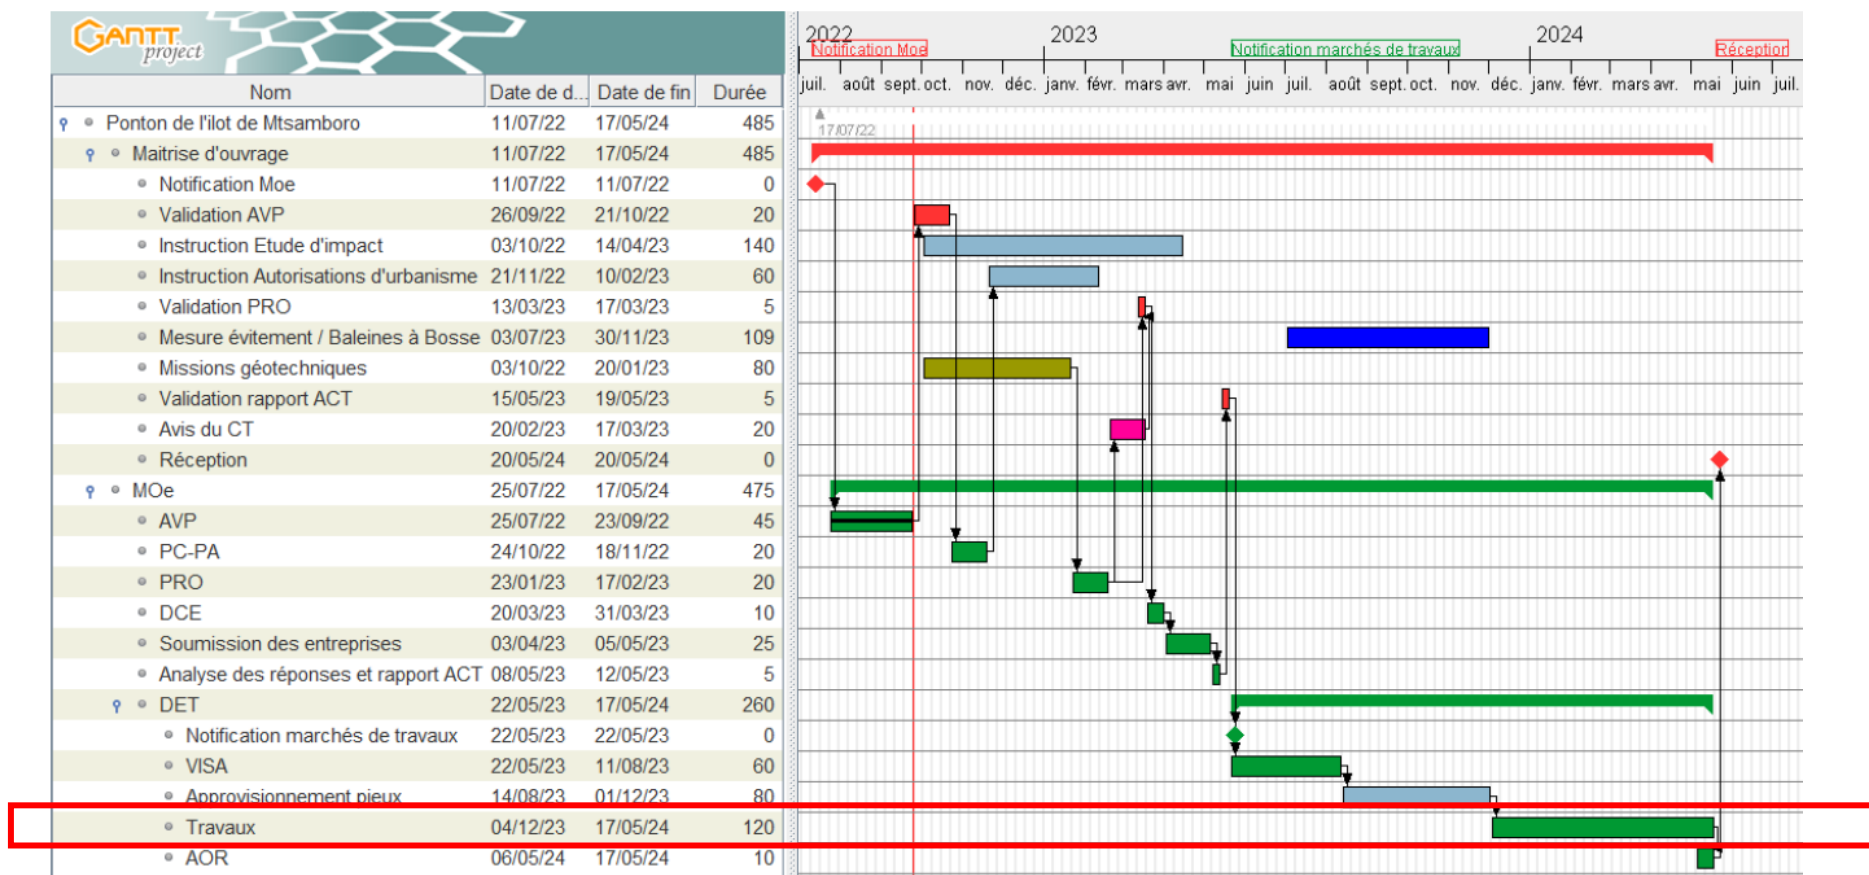 GANTT
project
2022 2023 2024
Notification Moe Notification marchés de travaux Réception
Nom Date de d... Date de fin Durée
juil. août sept. oct. nov. déc. janv. févr. mars avr. mai juin juil. août sept. oct. nov. déc. janv. févr. mars avr. mai juin juil.
Ponton de l'ilot de Mtsamboro 11/07/22 17/05/24 485
17/07/22
Maitrise d'ouvrage 11/07/22 17/05/24 485
Notification Moe 11/07/22 11/07/22 0
Validation AVP 26/09/22 21/10/22 20
Instruction Etude d'impact 03/10/22 14/04/23 140
Instruction Autorisations d'urbanisme 21/11/22 10/02/23 60
Validation PRO 13/03/23 17/03/23 5
Mesure évitement / Baleines à Bosse 03/07/23 30/11/23 109
Missions géotechniques 03/10/22 20/01/23 80
Validation rapport ACT 15/05/23 19/05/23 5
Avis du CT 20/02/23 17/03/23 20
Réception 20/05/24 20/05/24 0
MOe 25/07/22 17/05/24 475
AVP 25/07/22 23/09/22 45
PC-PA 24/10/22 18/11/22 20
PRO 23/01/23 17/02/23 20
DCE 20/03/23 31/03/23 10
Soumission des entreprises 03/04/23 05/05/23 25
Analyse des réponses et rapport ACT 08/05/23 12/05/23 5
DET 22/05/23 17/05/24 260
Notification marchés de travaux 22/05/23 22/05/23 0
VISA 22/05/23 11/08/23 60
Approvisionnement pieux 14/08/23 01/12/23 80
Travaux 04/12/23 17/05/24 120
AOR 06/05/24 17/05/24 10